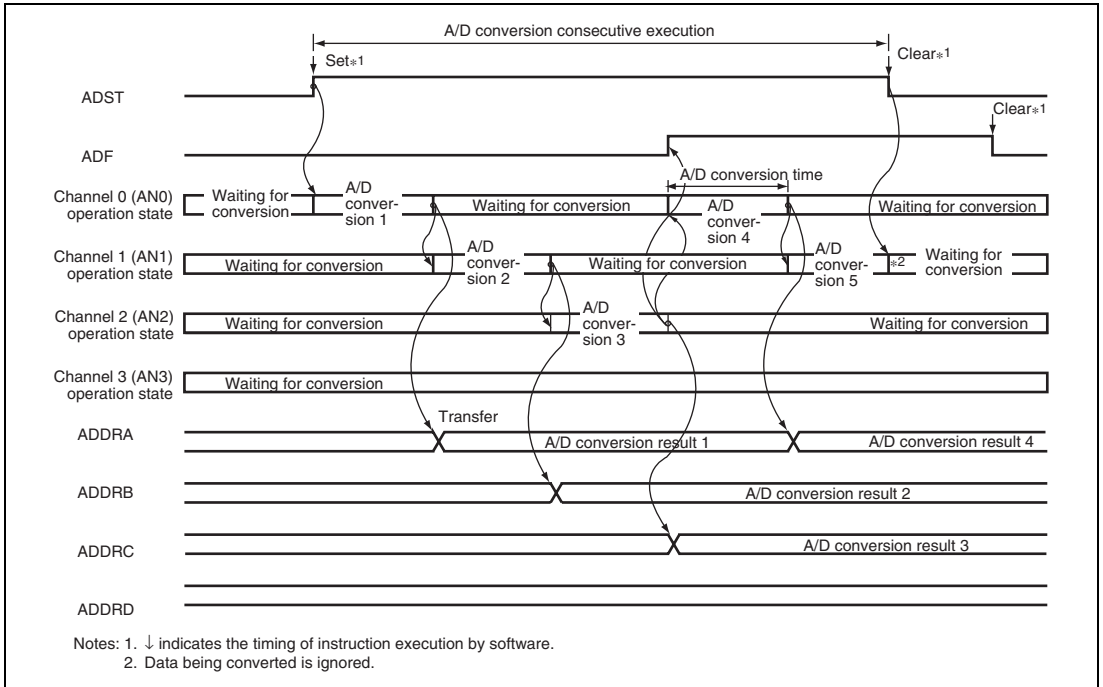 A/D conversion consecutive execution
Set*1
Clear*1
ADST
Clear*1
ADF
A/D conversion time
Channel 0 (AN0)
operation state
Waiting for
conversion
A/D
conver-
sion 1
Waiting for conversion
A/D
conver-
sion 4
Waiting for conversion
Channel 1 (AN1)
operation state
Waiting for conversion
A/D
conver-
sion 2
Waiting for conversion
A/D
conver-
sion 5
*2
Waiting for
conversion
Channel 2 (AN2)
operation state
Waiting for conversion
A/D
conver-
sion 3
Waiting for conversion
Channel 3 (AN3)
operation state
Waiting for conversion
Transfer
ADDRA
A/D conversion result 1
A/D conversion result 4
ADDRB
A/D conversion result 2
ADDRC
A/D conversion result 3
ADDRD
Notes: 1. ↓ indicates the timing of instruction execution by software.
2. Data being converted is ignored.